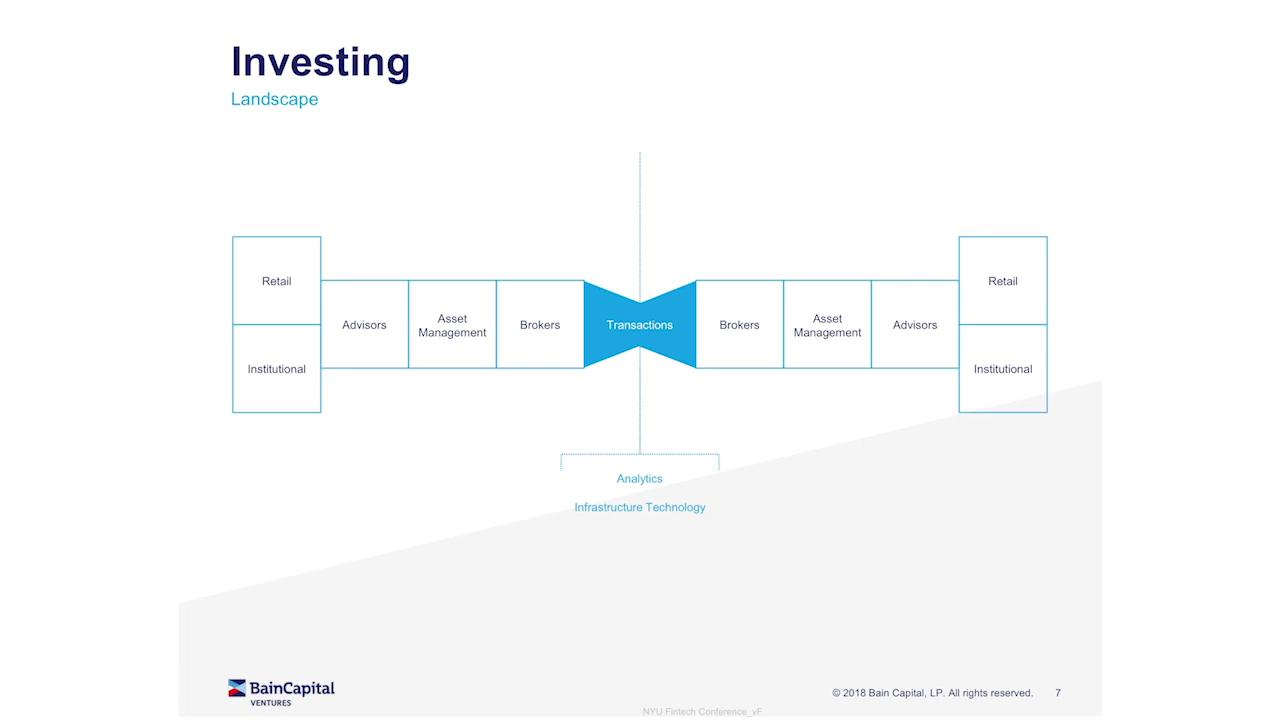 Investing
Landscape
Retail
Institutional
Advisors
Asset
Management
Brokers
Transactions
Brokers
Asset
Management
Advisors
Retail
Institutional
Analytics
Infrastructure Technology
BainCapital
VENTURES
© 2018 Bain Capital, LP. All rights reserved.
7
NYU Fintech Conference_vF